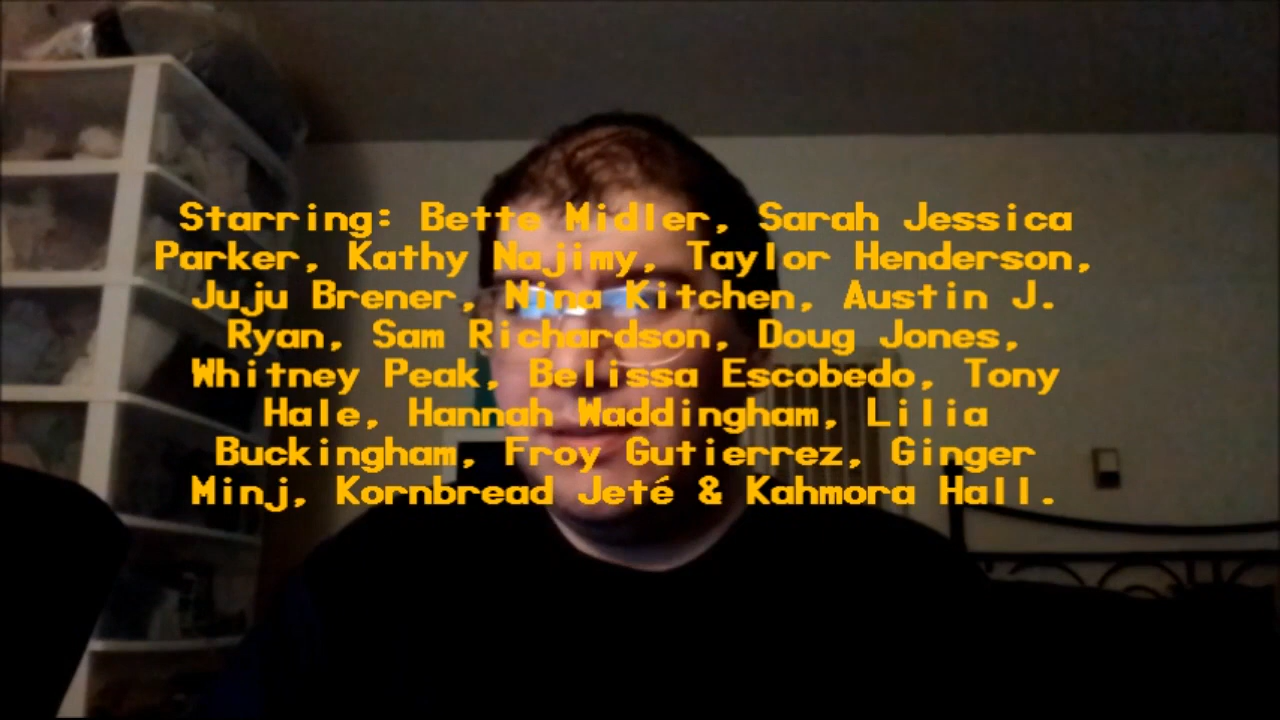 Starring: Bette Midler, Sarah Jessica
Parker, Kathy Najimy, Taylor Henderson,
Juju Brener, Nina Kitchen, Austin J.
Ryan, Sam Richardson, Doug Jones,
Whitney Peak, Belissa Escobedo, Tony
Hale, Hannah Waddingham, Lilia
Buckingham, Froy Gutierrez, Ginger
Minj, Kornbread Jeté & Kahmora Hall.